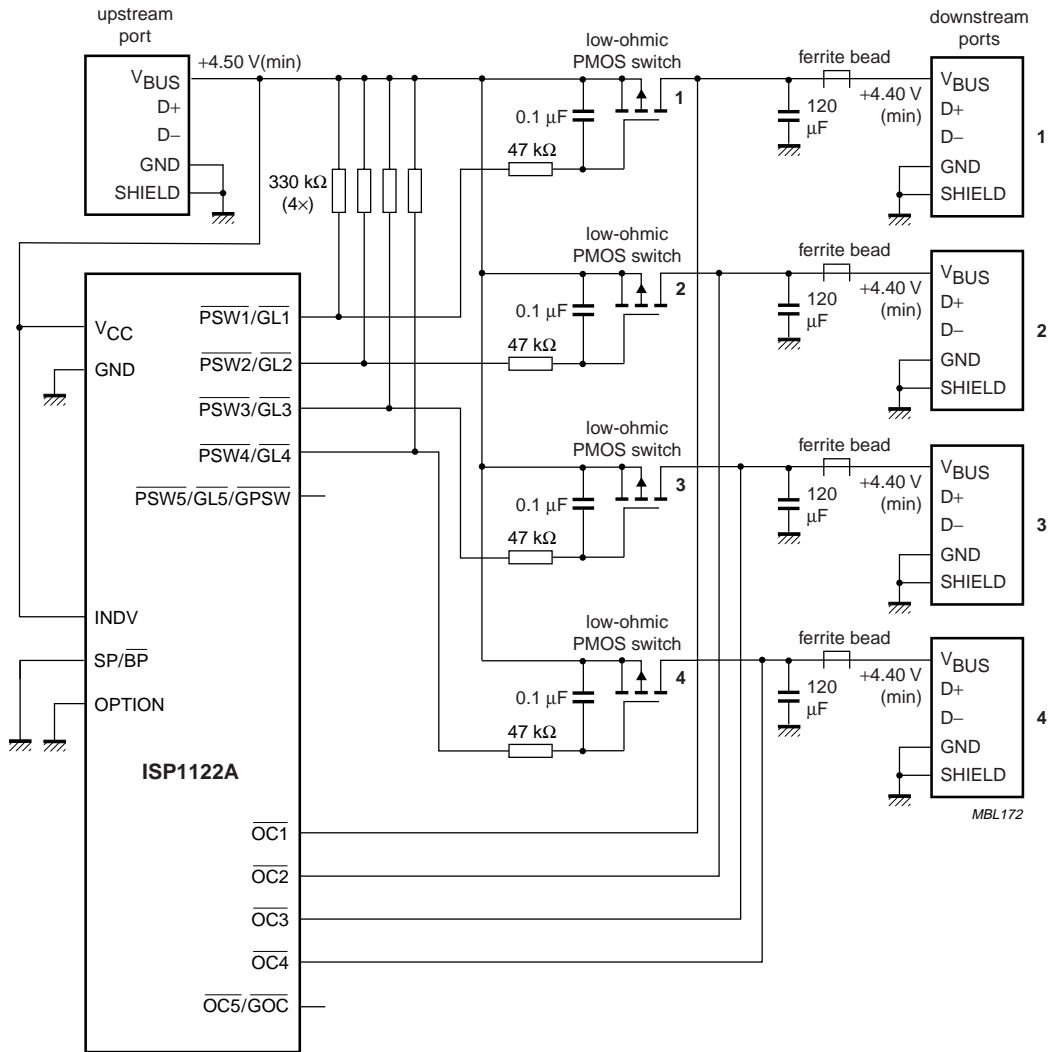 upstream
port
+4.50 V(min)
VBUS
D+
D−
GND
SHIELD
330 kΩ
(4×)
low-ohmic
PMOS switch
1
0.1 µF
47 kΩ
ferrite bead
120
µF
+4.40 V
(min)
downstream
ports
VBUS
D+
D−
GND
SHIELD
1
low-ohmic
PMOS switch
2
0.1 µF
47 kΩ
ferrite bead
120
µF
+4.40 V
(min)
VBUS
D+
D−
GND
SHIELD
2
low-ohmic
PMOS switch
3
0.1 µF
47 kΩ
ferrite bead
120
µF
+4.40 V
(min)
VBUS
D+
D−
GND
SHIELD
3
low-ohmic
PMOS switch
4
0.1 µF
47 kΩ
ferrite bead
120
µF
+4.40 V
(min)
VBUS
D+
D−
GND
SHIELD
4
MBL172
VCC
GND
INDV
SP/BP
OPTION
ISP1122A
PSW1/GL1
PSW2/GL2
PSW3/GL3
PSW4/GL4
PSW5/GL5/GPSW
OC1
OC2
OC3
OC4
OC5/GOC